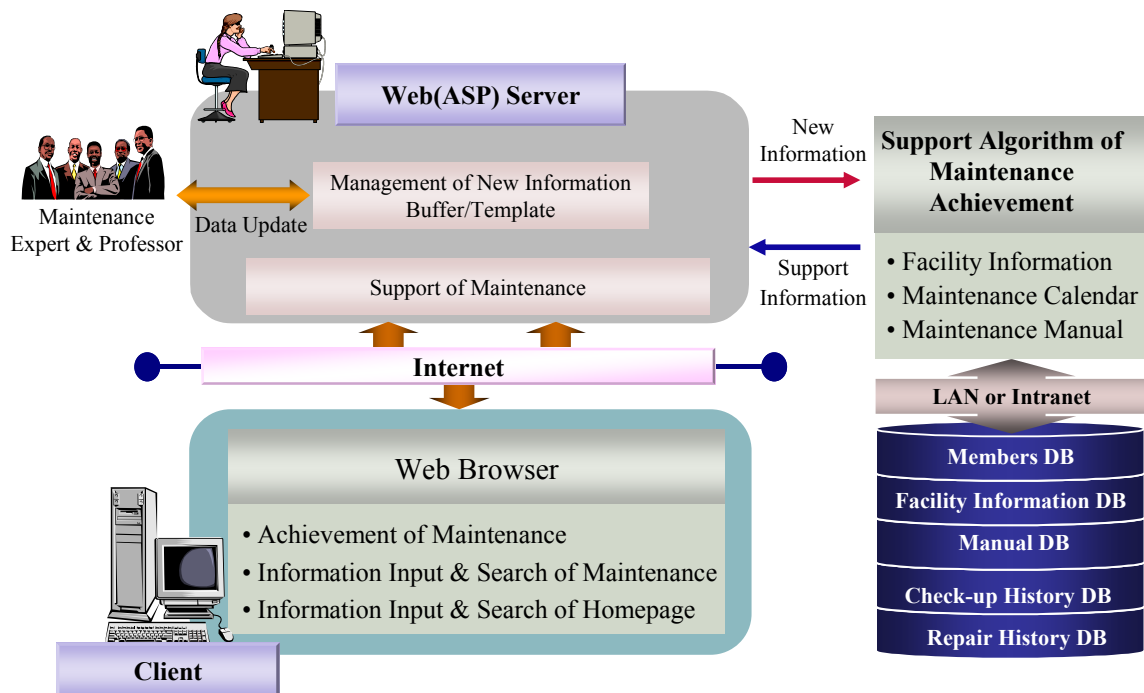 Web(ASP) Server
Maintenance
Expert & Professor
Data Update
Management of New Information
Buffer/Template
Support of Maintenance
New
Information
Support
Information
Support Algorithm of
Maintenance
Achievement
• Facility Information
• Maintenance Calendar
• Maintenance Manual
Internet
LAN or Intranet
Members DB
Facility Information DB
Manual DB
Check-up History DB
Repair History DB
Web Browser
• Achievement of Maintenance
• Information Input & Search of Maintenance
• Information Input & Search of Homepage
Client